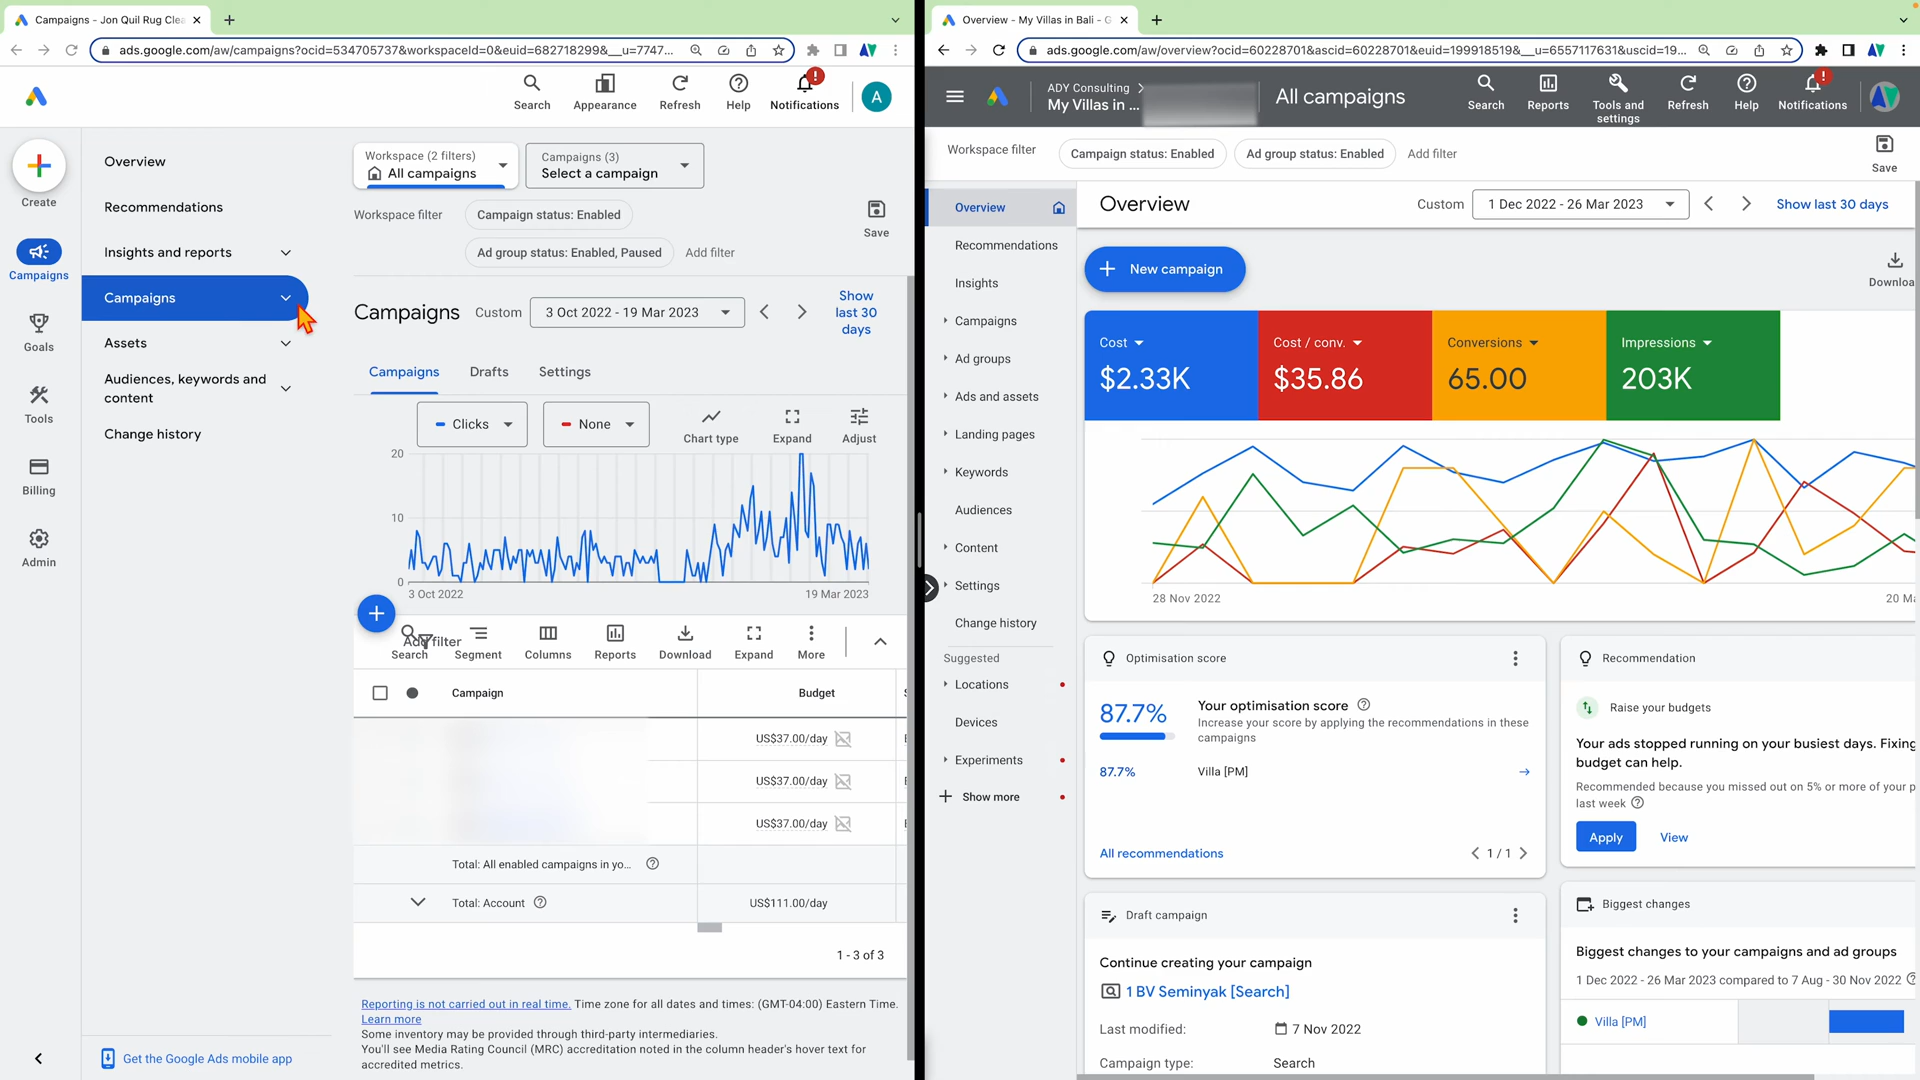 Campaigns - Jon Quil Rug Clea
ads.google.com/aw/campaigns?ocid=534705737&workspaceId=0&euid=682718299&__u=7747...
Search
Appearance
Refresh
Help
Notifications
!
A
Create
Campaigns
Goals
Tools
Billing
Admin
Overview
Recommendations
Insights and reports
Campaigns
Assets
Audiences, keywords and
content
Change history
Get the Google Ads mobile app
Workspace (2 filters)
All campaigns
Campaigns (3)
Select a campaign
Workspace filter
Campaign status: Enabled
Ad group status: Enabled, Paused
Add filter
Save
Campaigns
Custom
3 Oct 2022 - 19 Mar 2023
Show
last 30
days
Campaigns
Drafts
Settings
Clicks
None
Chart type
Expand
Adjust
20
10
0
3 Oct 2022
19 Mar 2023
Add filter
Search
Segment
Columns
Reports
Download
Expand
More
Campaign
Budget
US$37.00/day
US$37.00/day
US$37.00/day
Total: All enabled campaigns in yo...
Total: Account
US$111.00/day
1 - 3 of 3
Reporting is not carried out in real time. Time zone for all dates and times: (GMT-04:00) Eastern Time.
Learn more
Some inventory may be provided through third-party intermediaries.
You'll see Media Rating Council (MRC) accreditation noted in the column header's hover text for
accredited metrics.
Overview - My Villas in Bali - G
ads.google.com/aw/overview?ocid=60228701&ascid=60228701&euid=199918519&__u=6557117631&uscid=19...
ADY Consulting
My Villas in ...
All campaigns
Search
Reports
Tools and
settings
Refresh
Help
Notifications
!
Workspace filter
Campaign status: Enabled
Ad group status: Enabled
Add filter
Save
Overview
Recommendations
Insights
Campaigns
Ad groups
Ads and assets
Landing pages
Keywords
Audiences
Content
Settings
Change history
Suggested
Locations
Devices
Experiments
Show more
Overview
Custom
1 Dec 2022 - 26 Mar 2023
Show last 30 days
New campaign
Downloa
Cost
$2.33K
Cost / conv.
$35.86
Conversions
65.00
Impressions
203K
28 Nov 2022
20 Ma
Optimisation score
87.7%
Your optimisation score
Increase your score by applying the recommendations in these
campaigns
87.7%
Villa [PM]
All recommendations
1 / 1
Recommendation
Raise your budgets
Your ads stopped running on your busiest days. Fixing
budget can help.
Recommended because you missed out on 5% or more of your p
last week
Apply
View
Draft campaign
Continue creating your campaign
1 BV Seminyak [Search]
Last modified:
7 Nov 2022
Campaign type:
Search
Biggest changes
Biggest changes to your campaigns and ad groups
1 Dec 2022 - 26 Mar 2023 compared to 7 Aug - 30 Nov 2022
Villa [PM]